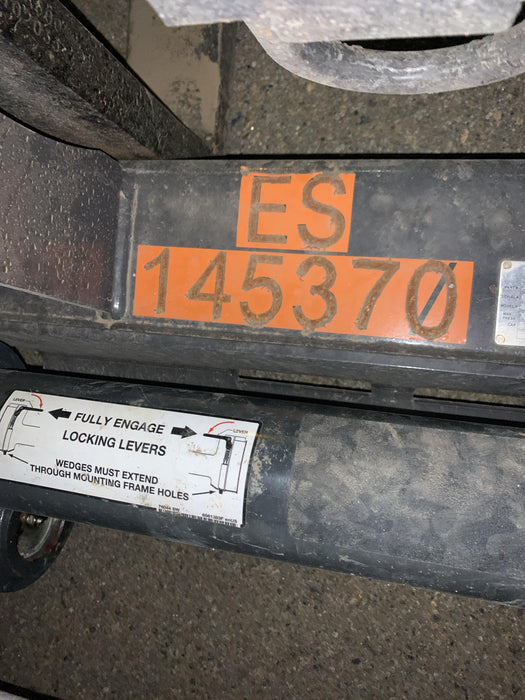 ES
145370
LEVER
FULLY ENGAGE
LEVER
LOCKING LEVERS
WEDGES MUST EXTEND
THROUGH MOUNTING FRAME HOLES